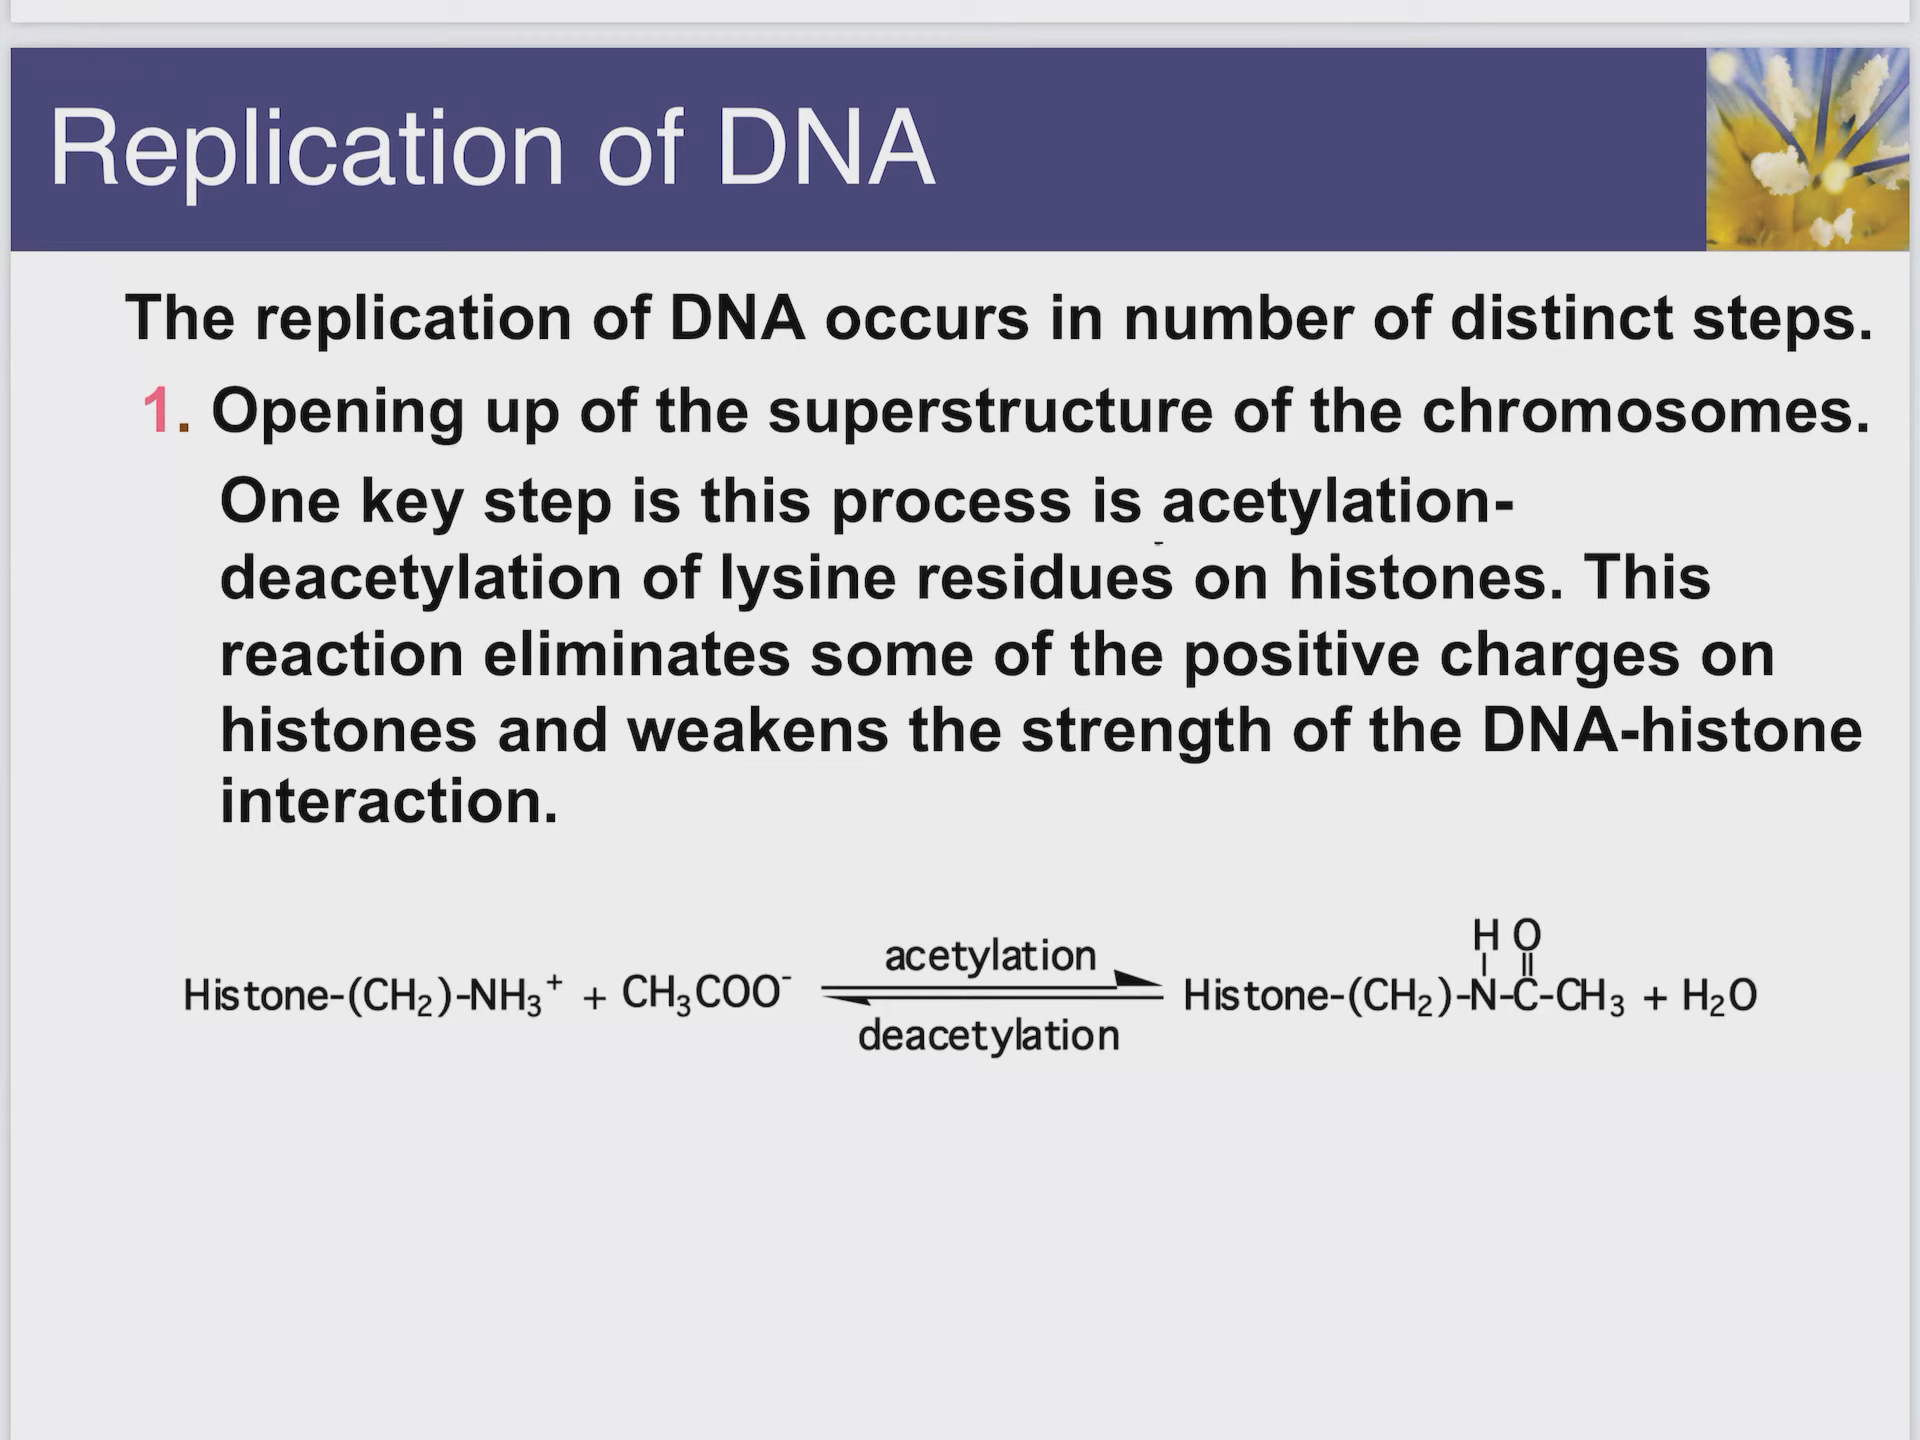 Replication of DNA
The replication of DNA occurs in number of distinct steps.
1. Opening up of the superstructure of the chromosomes.
One key step is this process is acetylation-
deacetylation of lysine residues on histones. This
reaction eliminates some of the positive charges on
histones and weakens the strength of the DNA-histone
interaction.
acetylation
H O
Histone-(CH₂)-NH₃⁺ + CH₃COO⁻ Histone-(CH₂)-N-C-CH₃ + H₂O
deacetylation